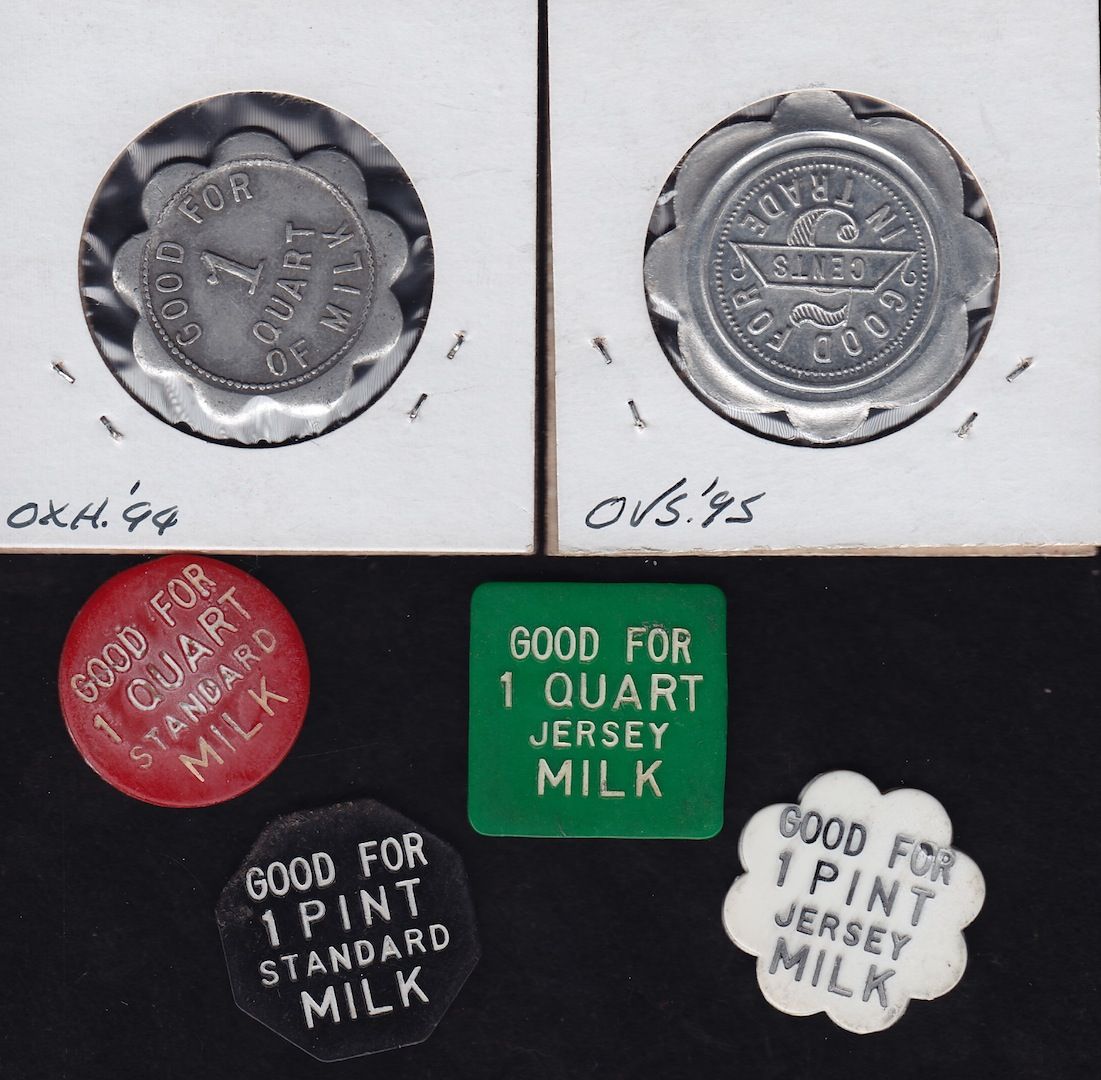 GOOD FOR
1
QUART
OF MILK
GOOD FOR
5
CENTS
IN TRADE
OXH.'94
OVS.'95
GOOD FOR
1 QUART
STANDARD
MILK
GOOD FOR
1 QUART
JERSEY
MILK
GOOD FOR
1 PINT
STANDARD
MILK
GOOD FOR
1 PINT
JERSEY
MILK